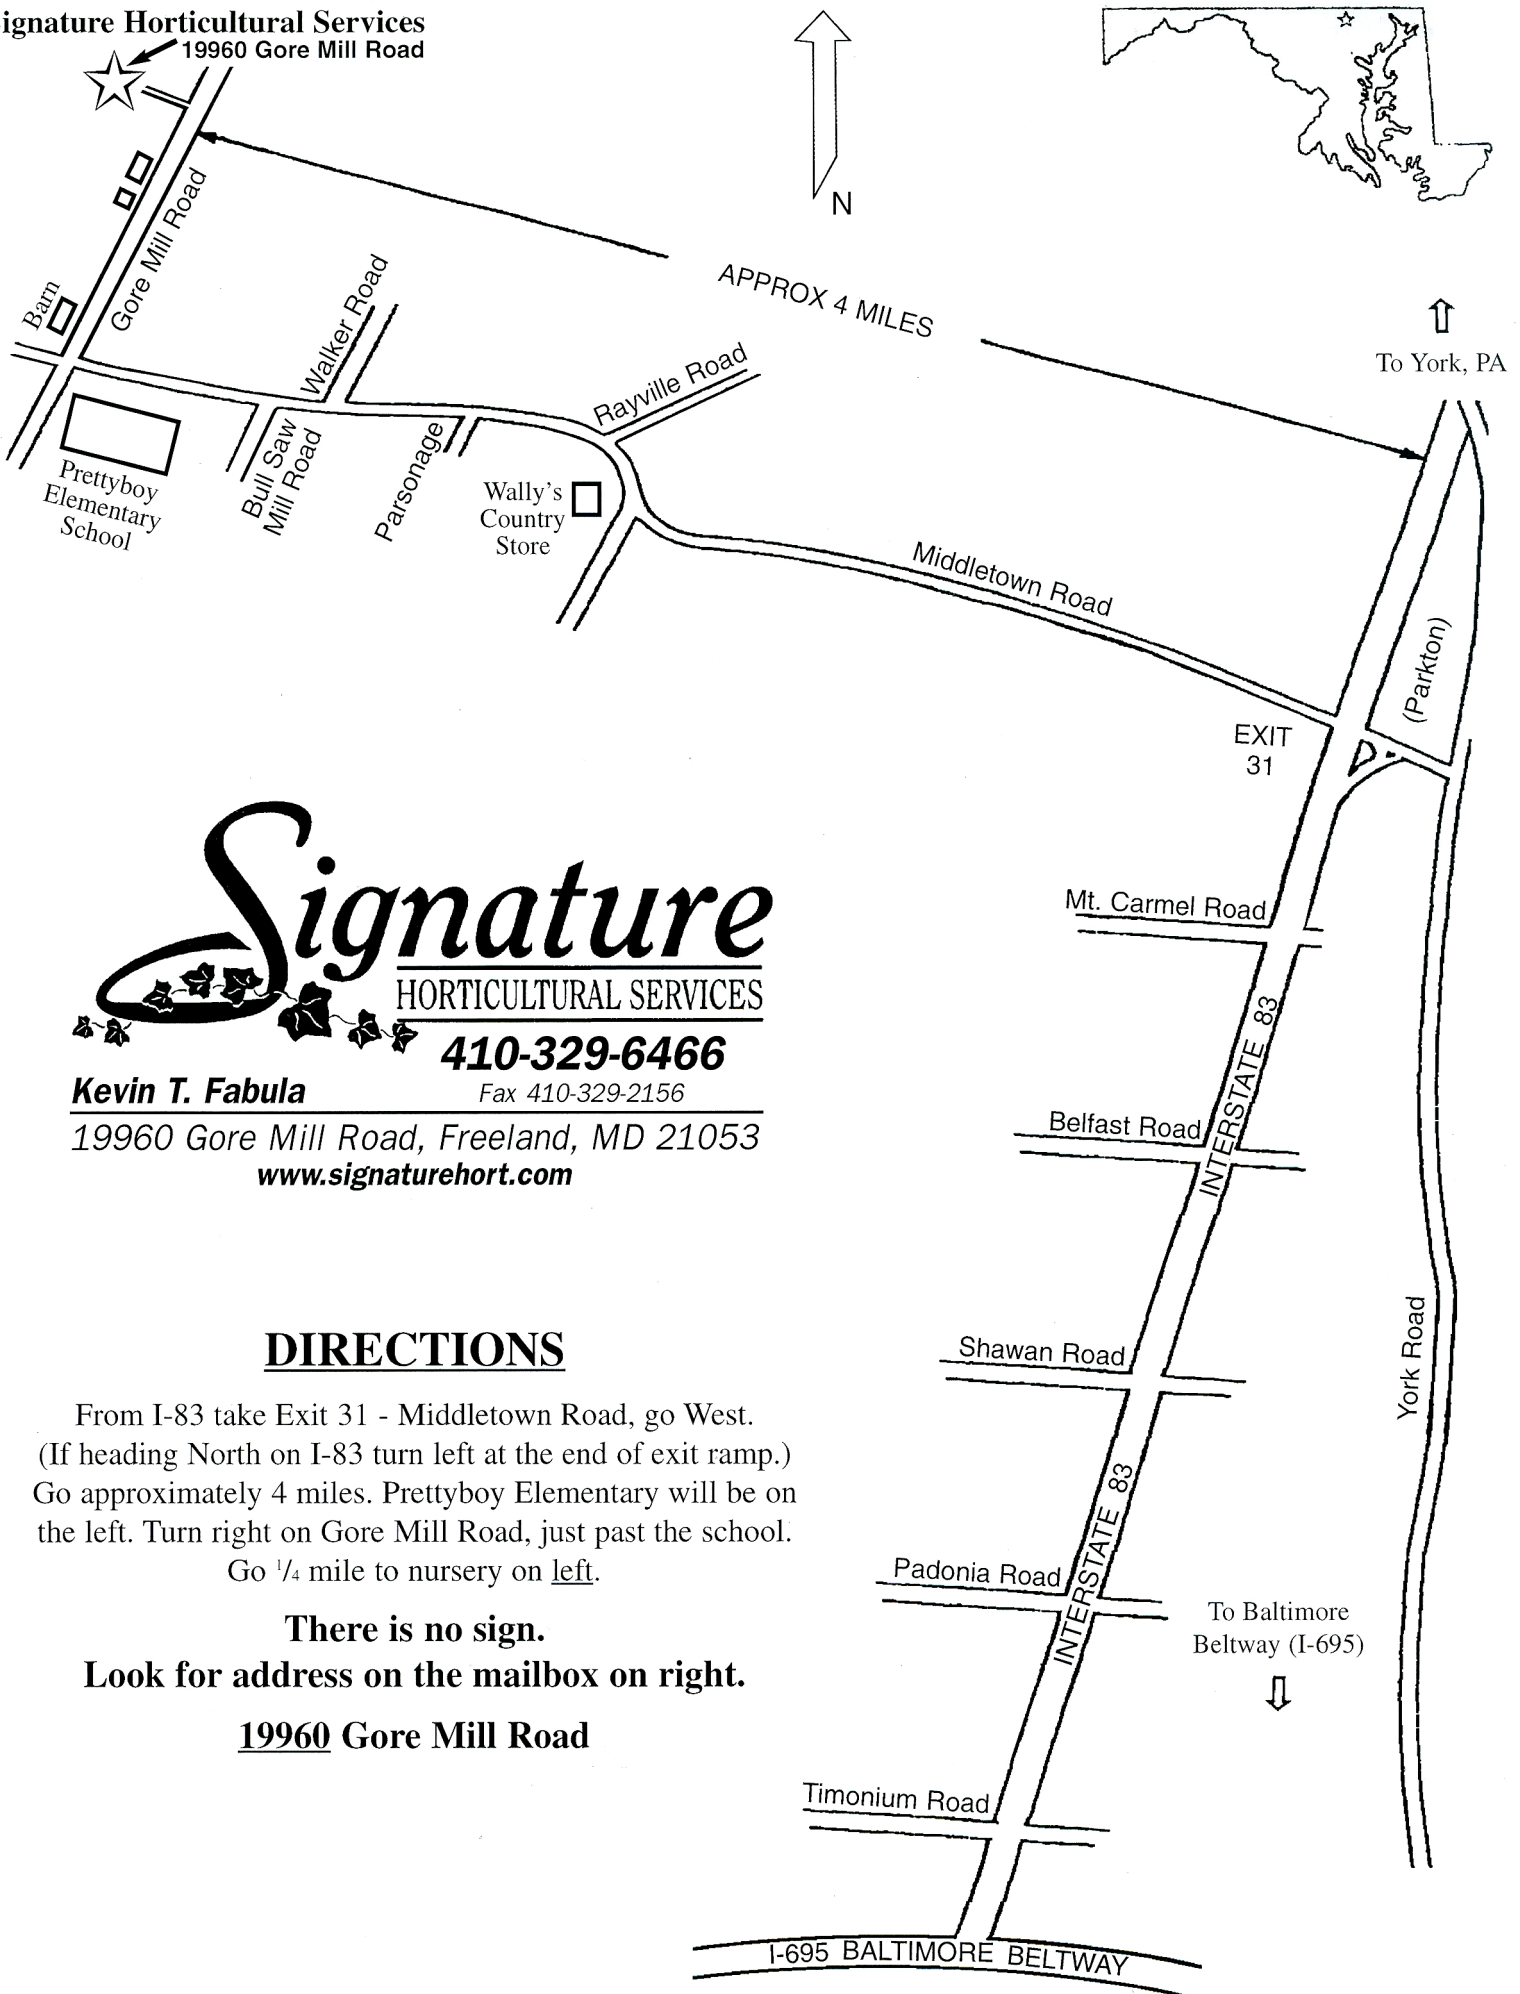 ignature Horticultural Services
19960 Gore Mill Road
N
APPROX 4 MILES
To York, PA
Gore Mill Road
Barn
Walker Road
Rayville Road
Prettyboy
Elementary
School
Bull Saw
Mill Road
Parsonage
Wally's
Country
Store
Middletown Road
(Parkton)
EXIT
31
Signature
HORTICULTURAL SERVICES
410-329-6466
Kevin T. Fabula
Fax 410-329-2156
19960 Gore Mill Road, Freeland, MD 21053
www.signaturehort.com
Mt. Carmel Road
INTERSTATE 83
Belfast Road
Shawan Road
York Road
INTERSTATE 83
Padonia Road
To Baltimore
Beltway (I-695)
Timonium Road
I-695 BALTIMORE BELTWAY
DIRECTIONS
From I-83 take Exit 31 - Middletown Road, go West.
(If heading North on I-83 turn left at the end of exit ramp.)
Go approximately 4 miles. Prettyboy Elementary will be on
the left. Turn right on Gore Mill Road, just past the school.
Go 1/4 mile to nursery on left.
There is no sign.
Look for address on the mailbox on right.
19960 Gore Mill Road